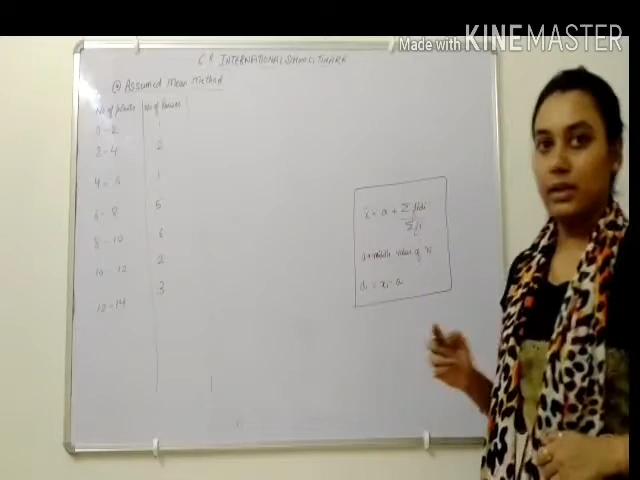 Made with KINEMASTER
INTERNATIONAL SCHOOL
Assumed Mean Method
No of plants No of houses
0-2 1
2-4 2
4-6 1
6-8 5
8-10 6
10-12 2
12-14 3
x̄ = a + Σfidi
Σfi
a = middle value of xi
di = xi - a